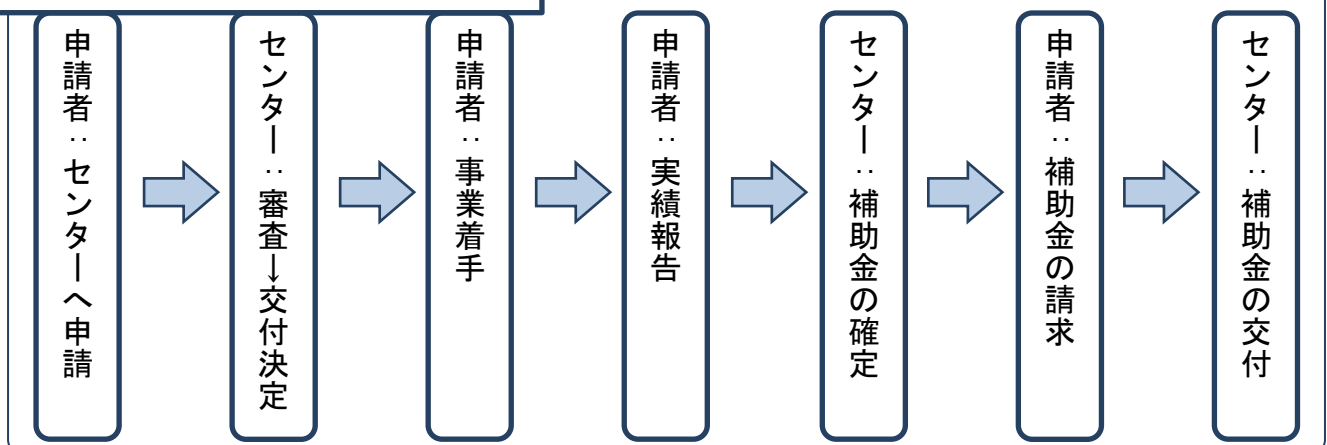 申請者：センターへ申請
センター：審査→交付決定
申請者：事業着手
申請者：実績報告
センター：補助金の確定
申請者：補助金の請求
センター：補助金の交付